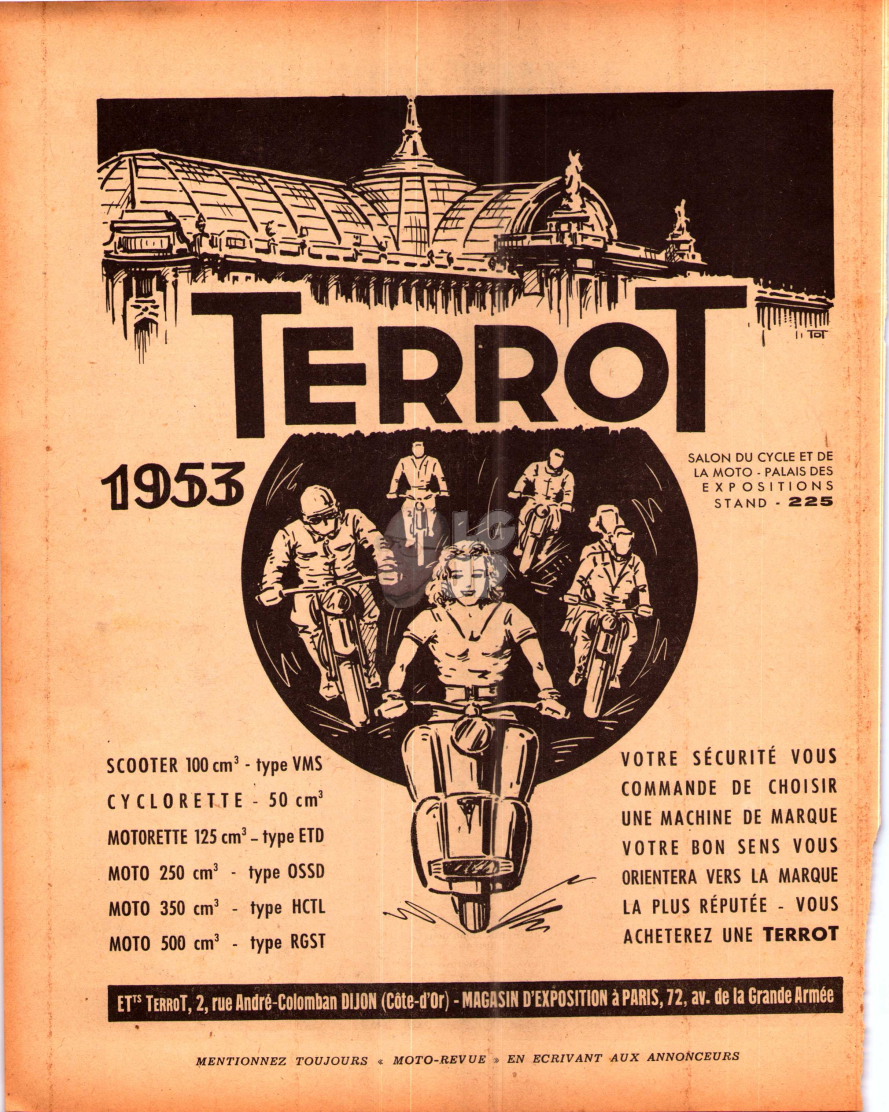 TOT
TERROT
1953
SALON DU CYCLE ET DE
LA MOTO - PALAIS DES
EXPOSITIONS
STAND - 225
SCOOTER 100 cm³ - type VMS
CYCLORETTE - 50 cm³
MOTORETTE 125 cm³ - type ETD
MOTO 250 cm³ - type OSSD
MOTO 350 cm³ - type HCTL
MOTO 500 cm³ - type RGST
VOTRE SÉCURITÉ VOUS
COMMANDE DE CHOISIR
UNE MACHINE DE MARQUE
VOTRE BON SENS VOUS
ORIENTERA VERS LA MARQUE
LA PLUS RÉPUTÉE - VOUS
ACHETEREZ UNE TERROT
ETTS TERROT, 2, rue André-Colomban DIJON (Côte-d'Or) - MAGASIN D'EXPOSITION à PARIS, 72, av. de la Grande Armée
MENTIONNEZ TOUJOURS « MOTO-REVUE » EN ECRIVANT AUX ANNONCEURS